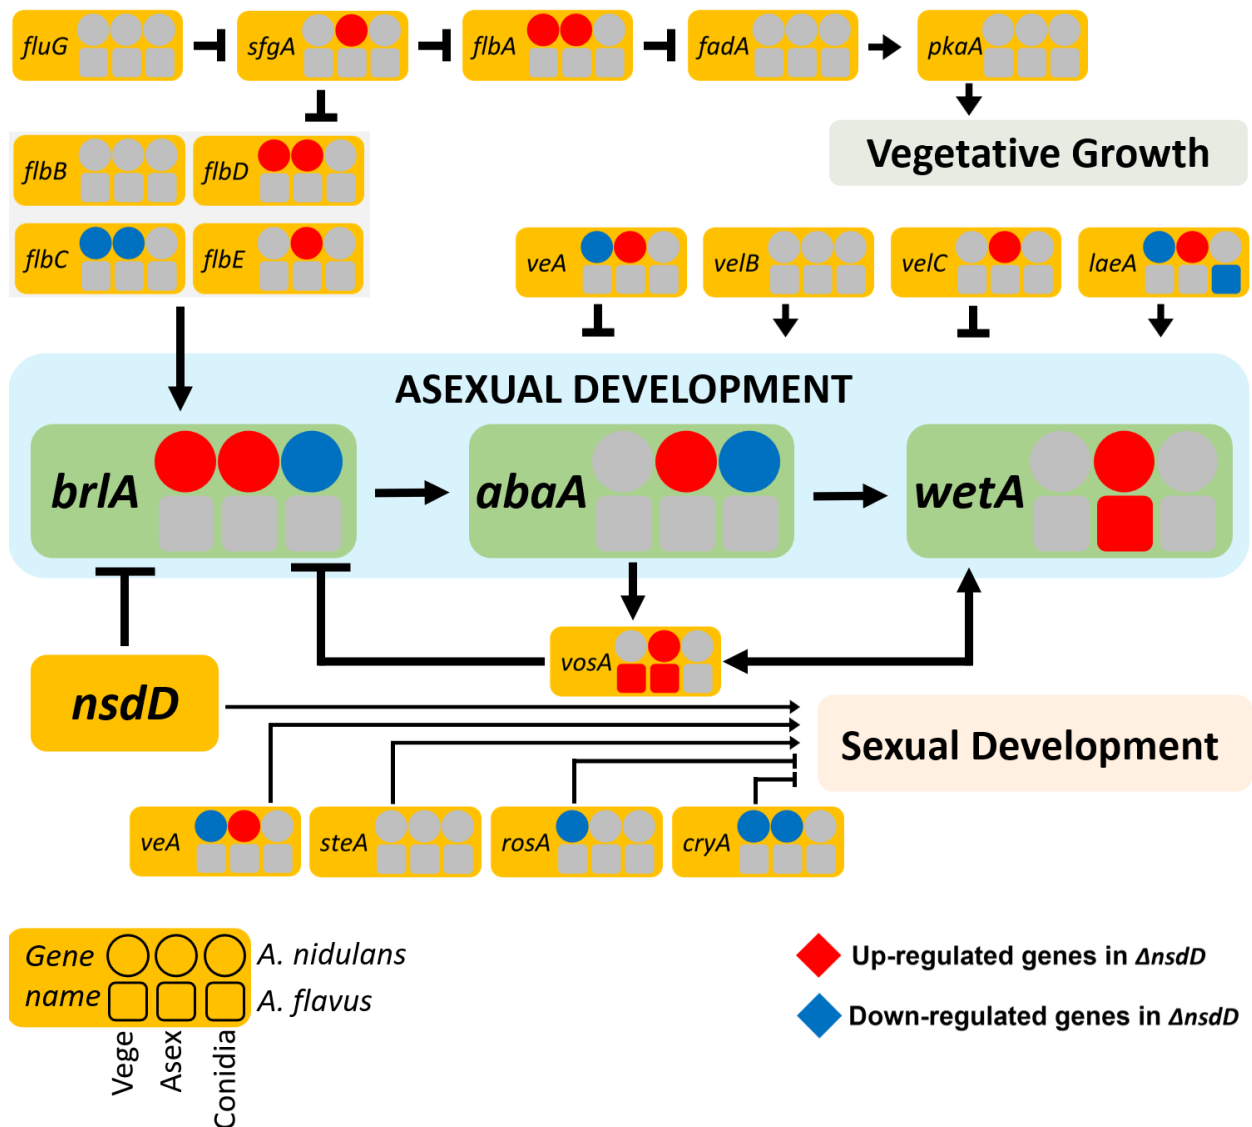 fluG
sfgA
flbA
fadA
pkaA
Vegetative Growth
flbB
flbD
flbC
flbE
veA
velB
velC
laeA
ASEXUAL DEVELOPMENT
brlA
abaA
wetA
vosA
nsdD
Sexual Development
veA
steA
rosA
cryA
Gene
name
A. nidulans
A. flavus
Vege
Asex
Conidia
Up-regulated genes in ΔnsdD
Down-regulated genes in ΔnsdD